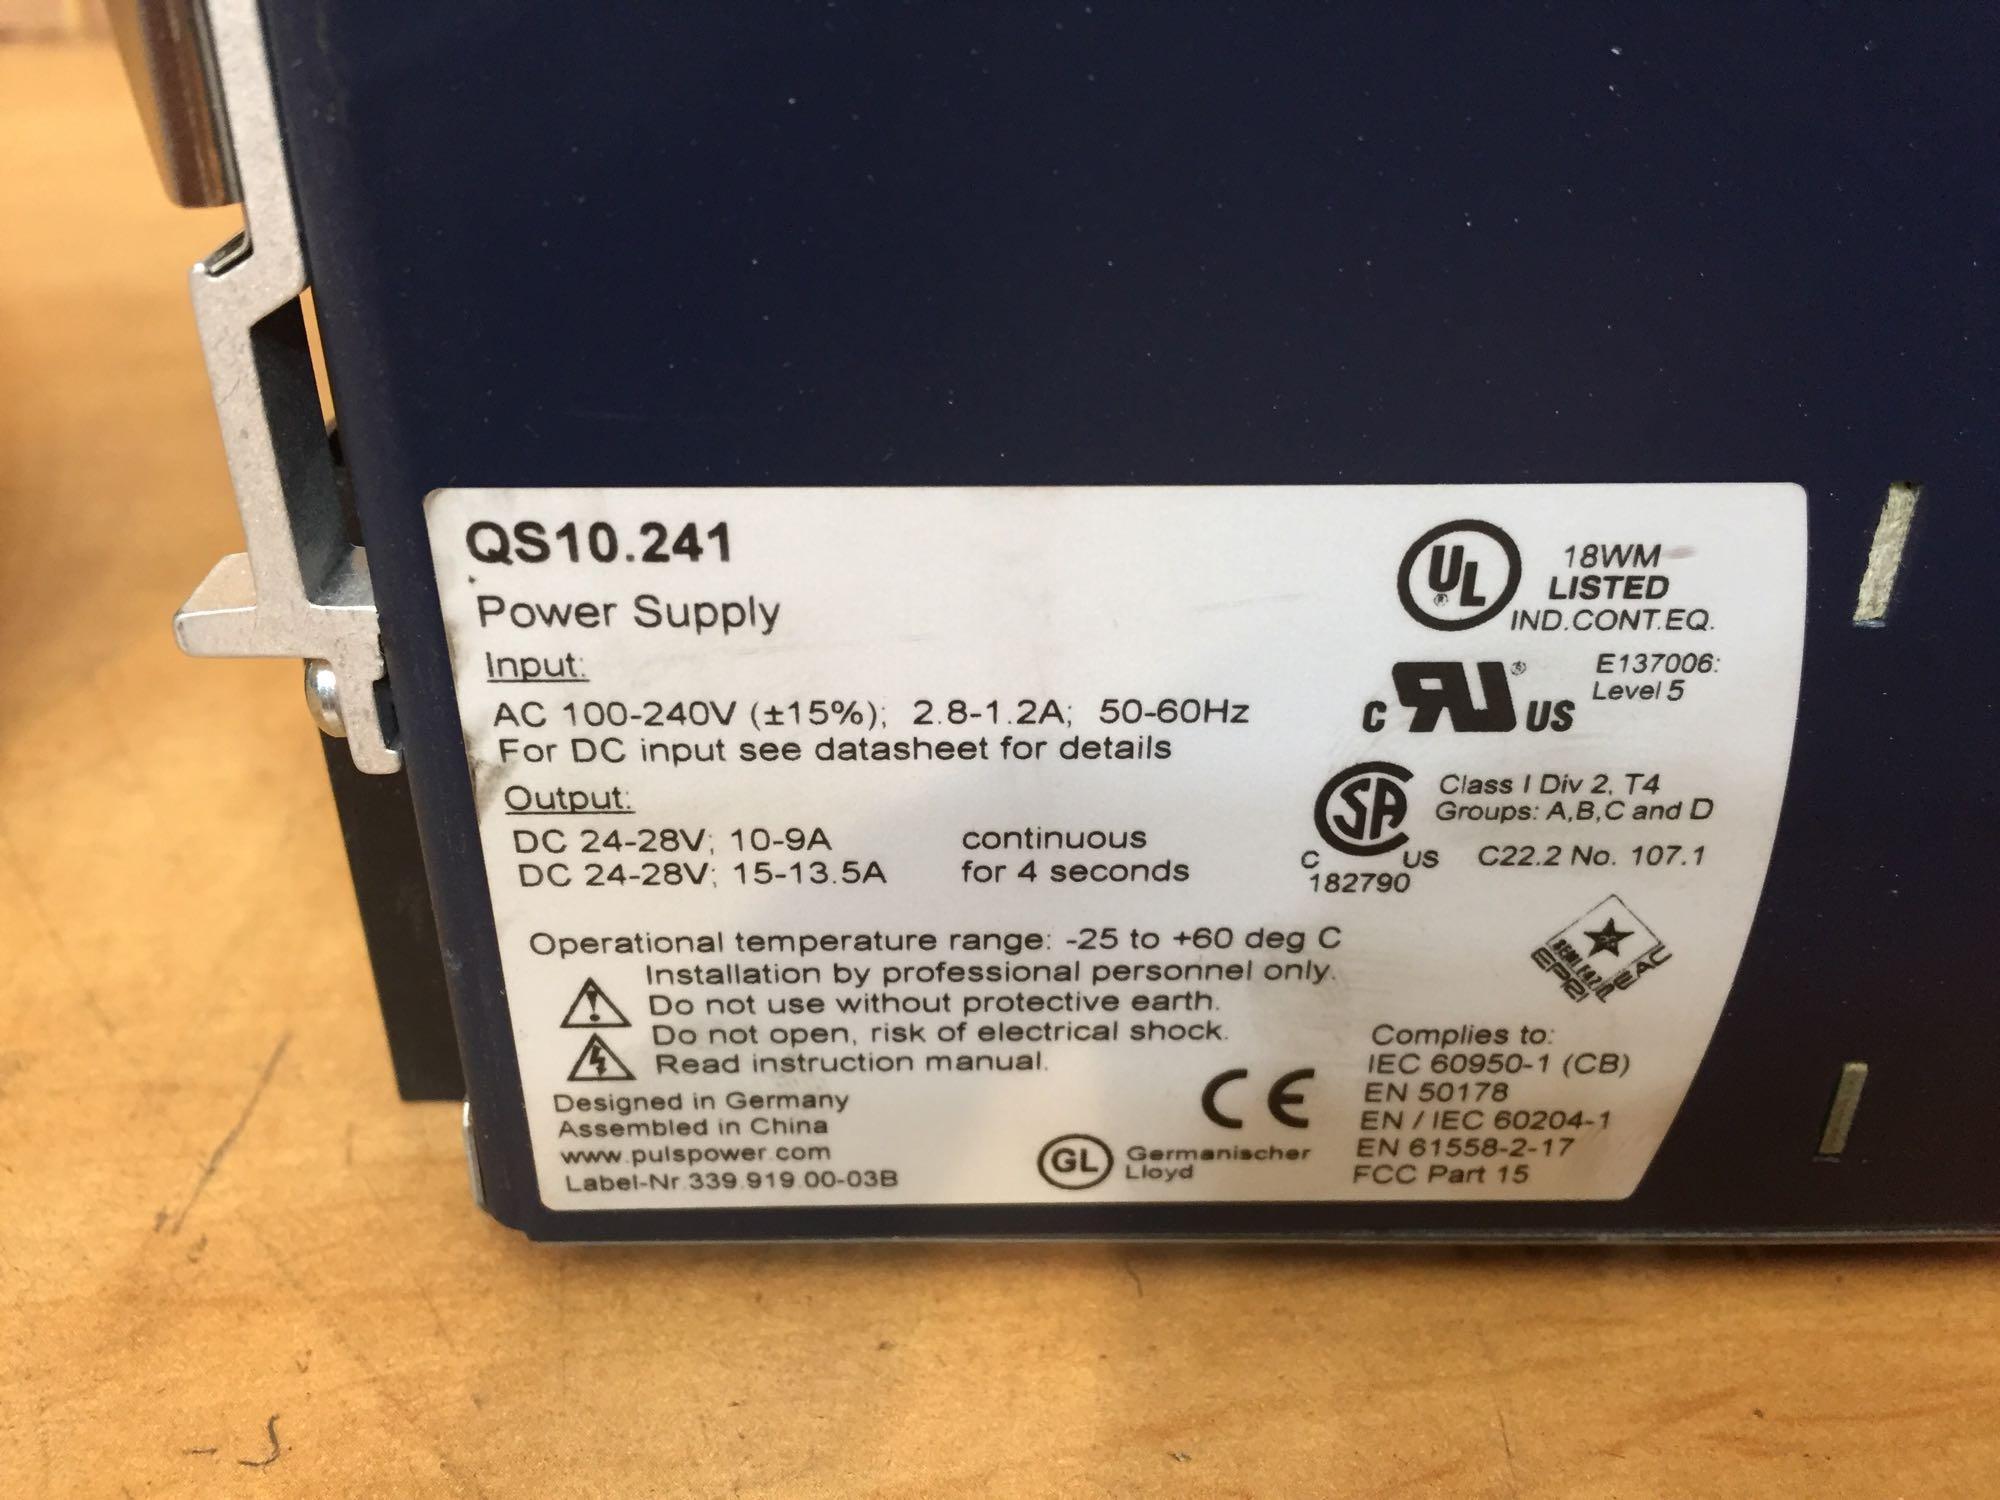 QS10.241
Power Supply
Input:
AC 100-240V (±15%); 2.8-1.2A; 50-60Hz
For DC input see datasheet for details
Output:
DC 24-28V; 10-9A continuous
DC 24-28V; 15-13.5A for 4 seconds
Operational temperature range: -25 to +60 deg C
Installation by professional personnel only.
Do not use without protective earth.
Do not open, risk of electrical shock.
Read instruction manual.
Designed in Germany
Assembled in China
www.pulspower.com
Label-Nr.339.919.00-03B
UL ®
18WM
LISTED
IND.CONT.EQ.
C RU ® US
E137006:
Level 5
SA
C US
182790
Class I Div 2, T4
Groups: A,B,C and D
C22.2 No. 107.1
SEMI F47
EPRI
Complies to:
IEC 60950-1 (CB)
EN 50178
EN / IEC 60204-1
EN 61558-2-17
FCC Part 15
CE
GL Germanischer
Lloyd